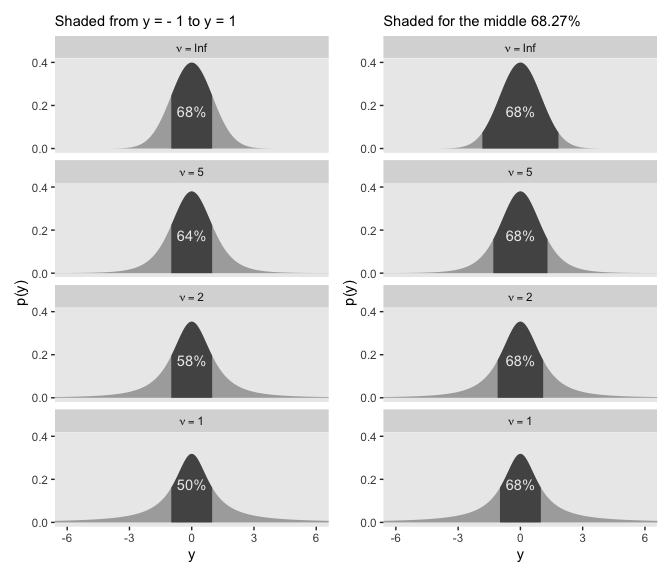 Shaded from y = - 1 to y = 1
ν = Inf
0.4
0.2
0.0
68%
ν = 5
0.4
0.2
0.0
64%
ν = 2
0.4
0.2
0.0
58%
ν = 1
0.4
0.2
0.0
50%
-6 -3 0 3 6
y
p(y)
Shaded for the middle 68.27%
ν = Inf
0.4
0.2
0.0
68%
ν = 5
0.4
0.2
0.0
68%
ν = 2
0.4
0.2
0.0
68%
ν = 1
0.4
0.2
0.0
68%
-6 -3 0 3 6
y
p(y)